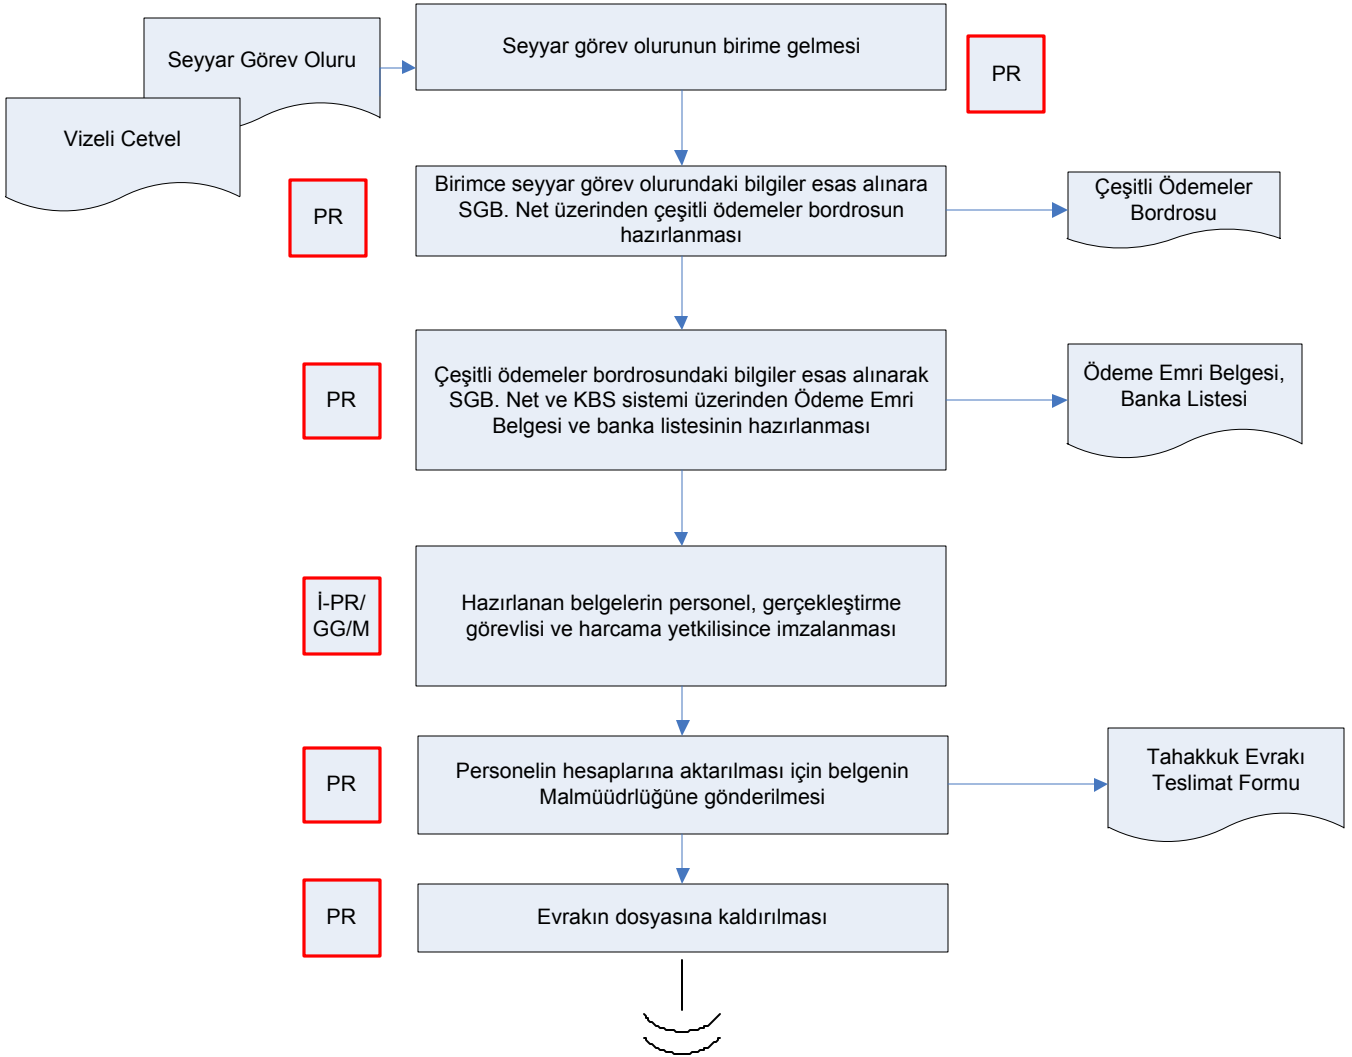 Seyyar Görev Oluru
Vizeli Cetvel
Seyyar görev olurunun birime gelmesi
PR
PR
Birimce seyyar görev olurundaki bilgiler esas alınara
SGB. Net üzerinden çeşitli ödemeler bordrosun
hazırlanması
Çeşitli Ödemeler
Bordrosu
PR
Çeşitli ödemeler bordrosundaki bilgiler esas alınarak
SGB. Net ve KBS sistemi üzerinden Ödeme Emri
Belgesi ve banka listesinin hazırlanması
Ödeme Emri Belgesi,
Banka Listesi
İ-PR/
GG/M
Hazırlanan belgelerin personel, gerçekleştirme
görevlisi ve harcama yetkilisince imzalanması
PR
Personelin hesaplarına aktarılması için belgenin
Malmüüdrlüğüne gönderilmesi
Tahakkuk Evrakı
Teslimat Formu
PR
Evrakın dosyasına kaldırılması